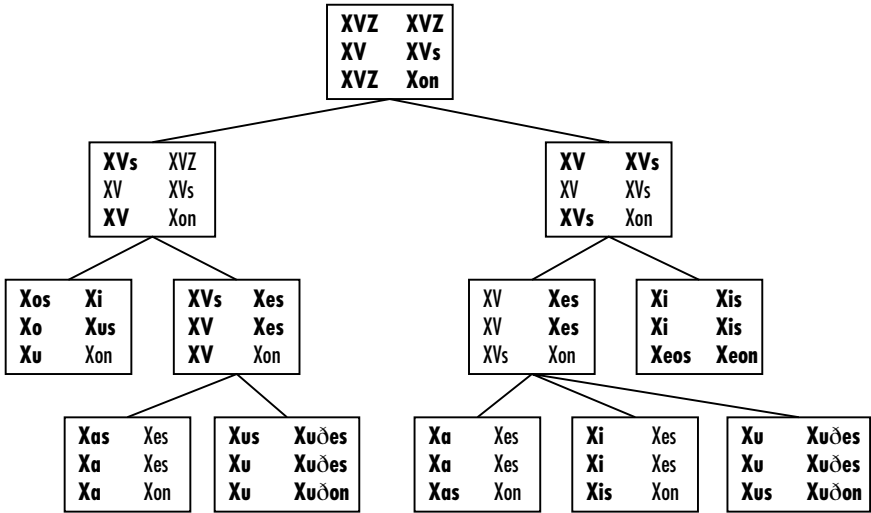 XVZ XVZ
XV XVs
XVZ Xon
XVs XVZ
XV XVs
XV Xon
XV XVs
XV XVs
XVs Xon
Xos Xi
Xo Xus
Xu Xon
XVs Xes
XV Xes
XV Xon
XV Xes
XV Xes
XVs Xon
Xi Xis
Xi Xis
Xeos Xeon
Xas Xes
Xa Xes
Xa Xon
Xus Xuðes
Xu Xuðes
Xu Xuðon
Xa Xes
Xa Xes
Xas Xon
Xi Xes
Xi Xes
Xis Xon
Xu Xuðes
Xu Xuðes
Xus Xuðon